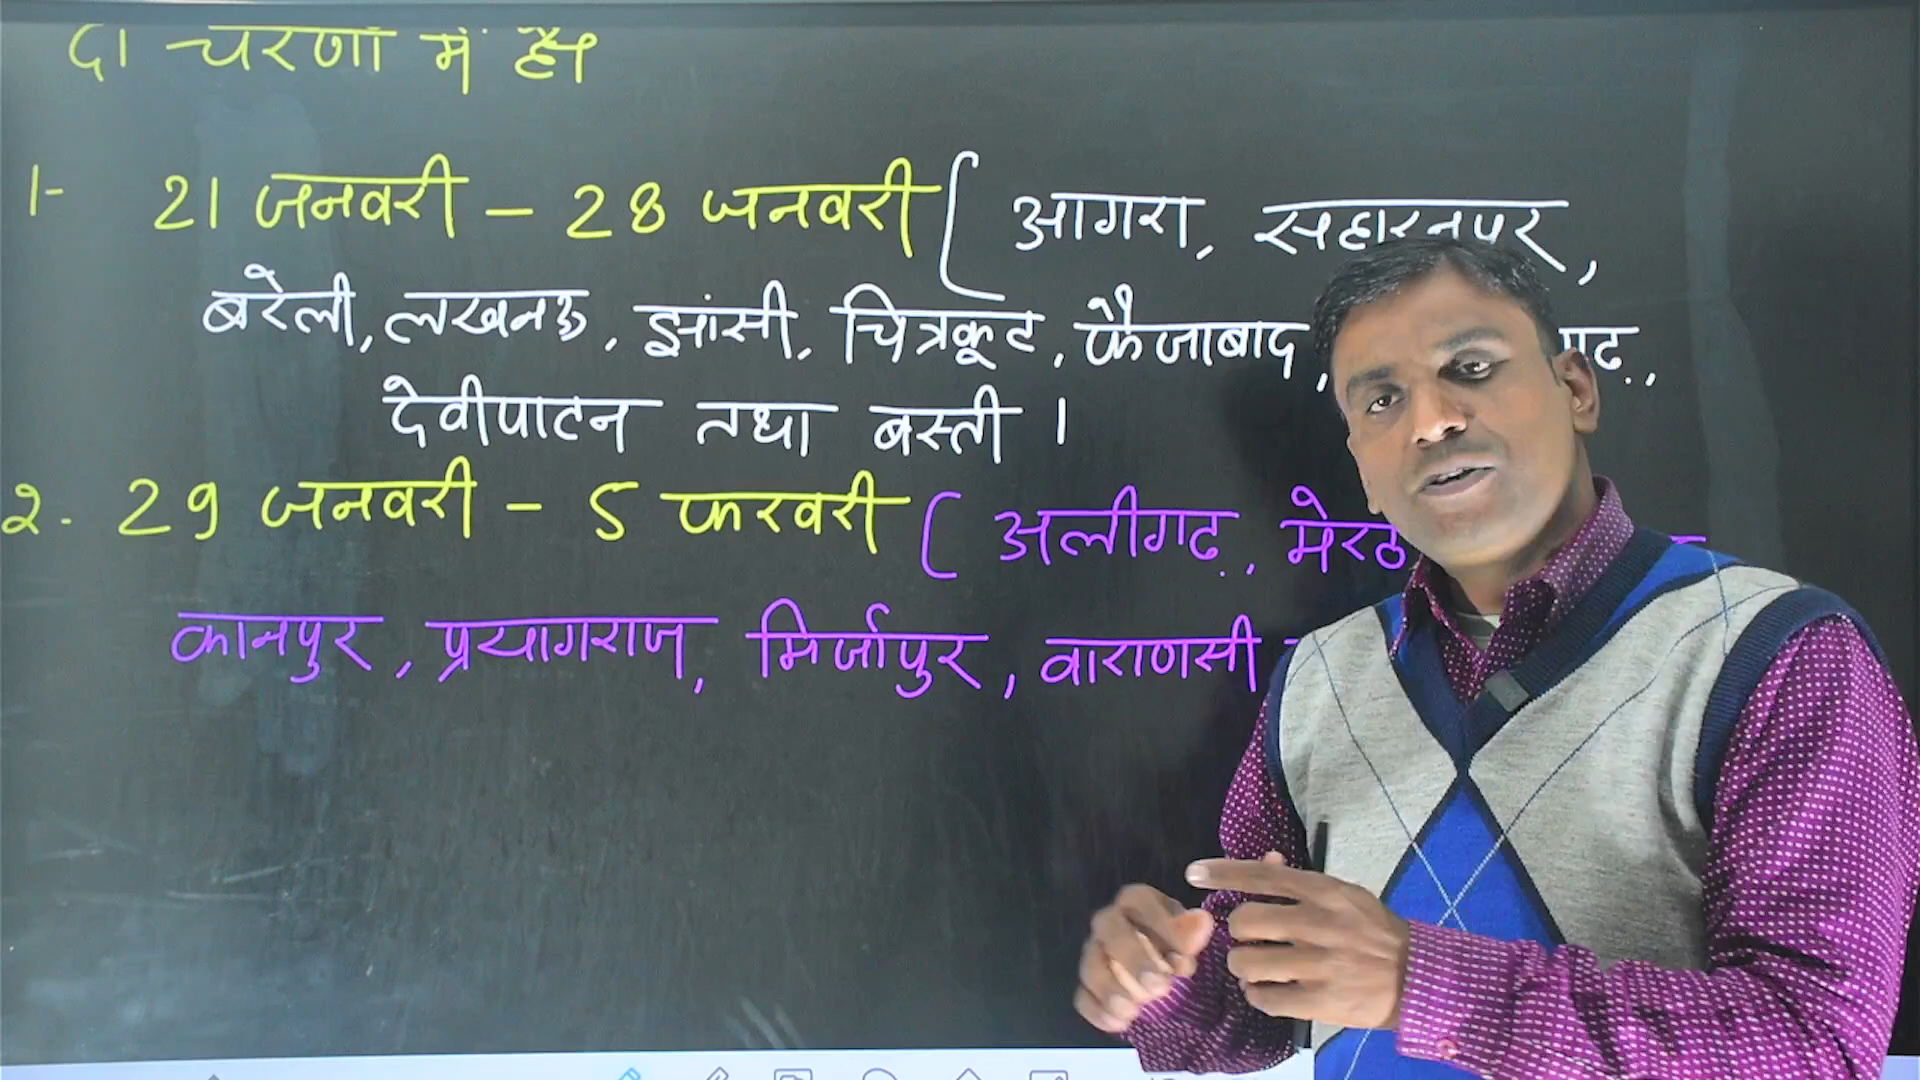 दो चरणों में है।
1- 21 जनवरी - 28 जनवरी ( आगरा, सहारनपुर,
बरेली, लखनऊ, झांसी, चित्रकूट, फैजाबाद,
देवीपाटन तथा बस्ती ।
2. 29 जनवरी - 5 फरवरी ( अलीगढ़, मेरठ
कानपुर, प्रयागराज, मिर्जापुर, वाराणसी